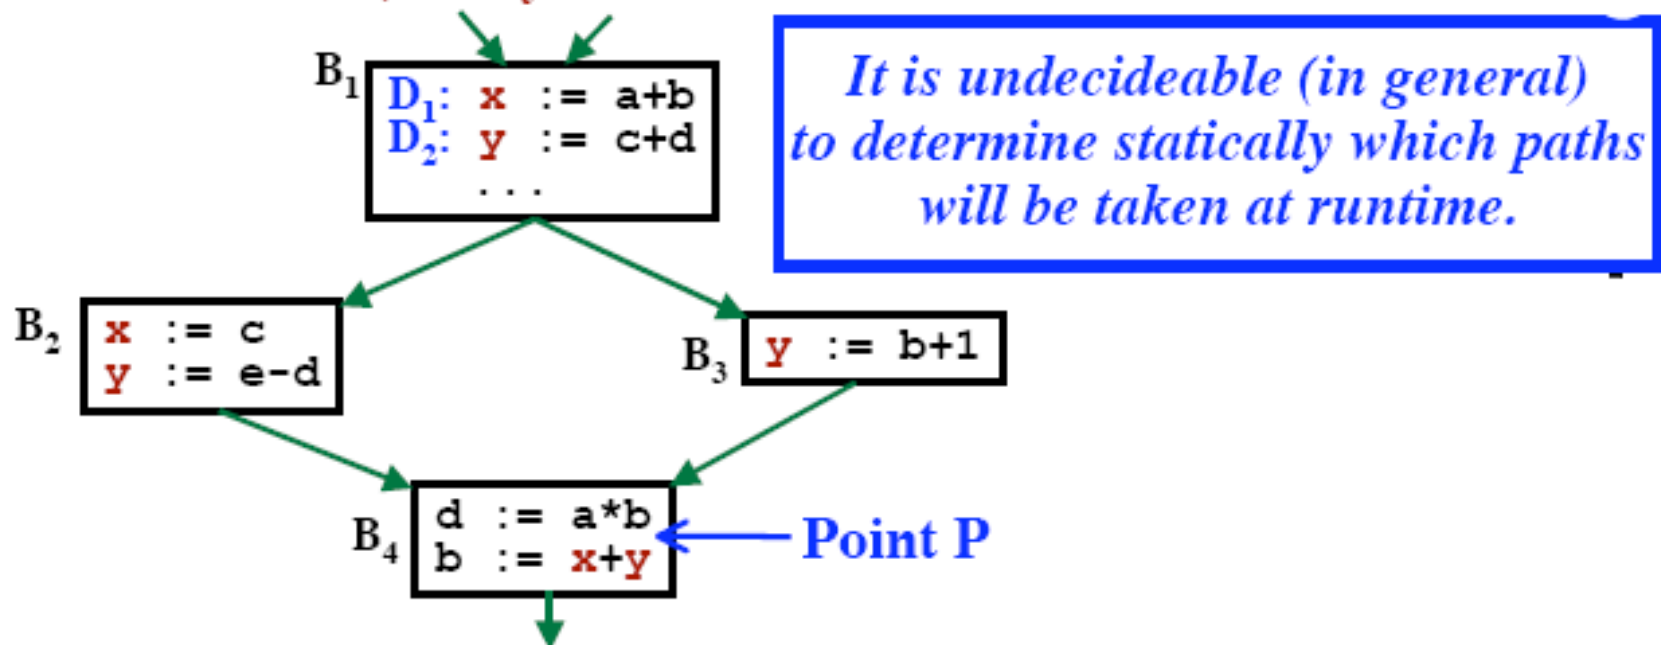 B1
D1: x := a+b
D2: y := c+d
...
It is undecideable (in general)
to determine statically which paths
will be taken at runtime.
B2
x := c
y := e-d
B3
y := b+1
B4
d := a*b
b := x+y
Point P